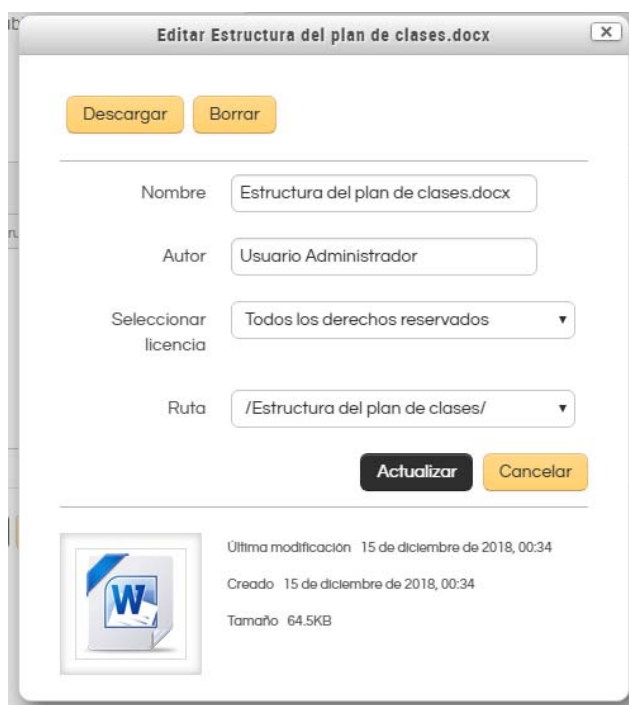 Editar Estructura del plan de clases.docx
Descargar Borrar
Nombre Estructura del plan de clases.docx
Autor Usuario Administrador
Seleccionar
licencia
Todos los derechos reservados
Ruta /Estructura del plan de clases/
Actualizar Cancelar
Última modificación 15 de diciembre de 2018, 00:34
Creado 15 de diciembre de 2018, 00:34
Tamaño 64.5KB
W